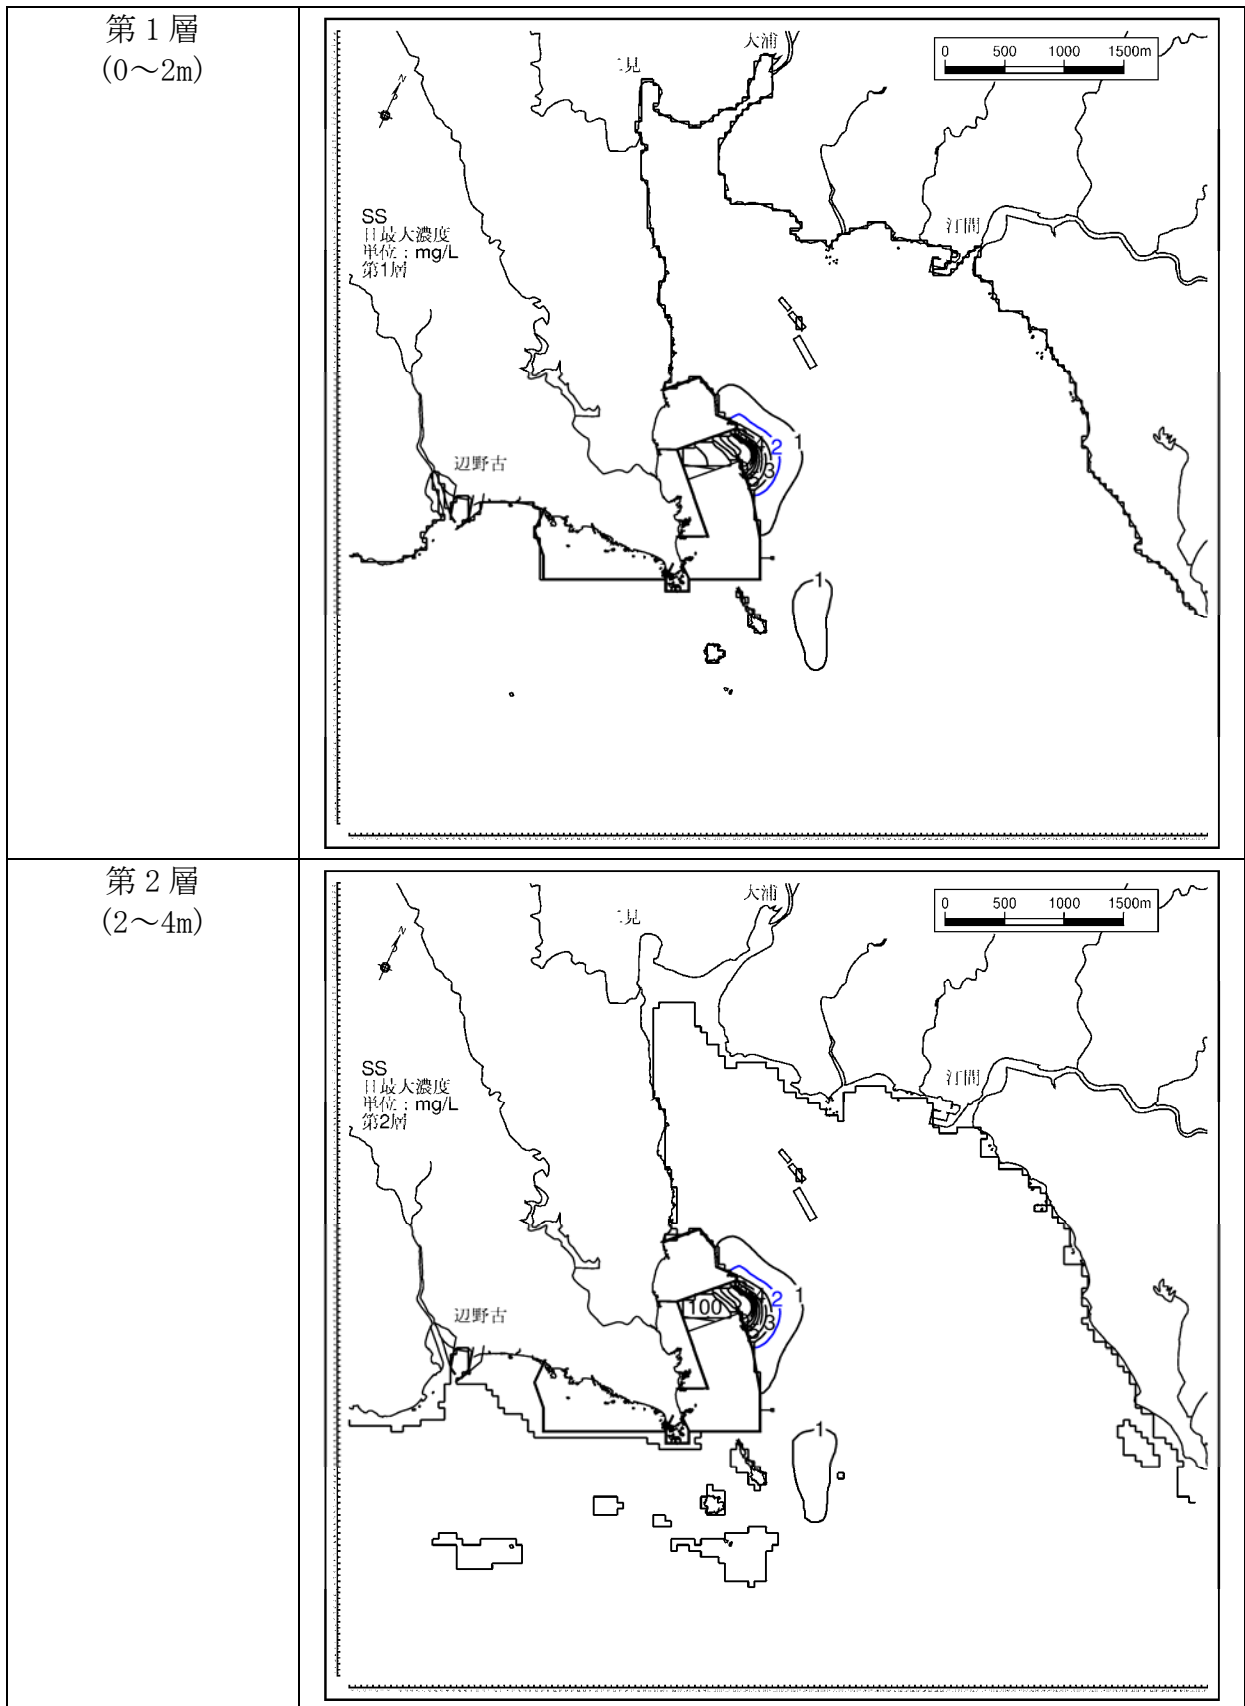 第1層
(0～2m)
大浦
二見
0 500 1000 1500m
N
SS
日最大濃度
単位：mg/L
第1層
汀間
辺野古
2
1
3
1
第2層
(2～4m)
大浦
二見
0 500 1000 1500m
N
SS
日最大濃度
単位：mg/L
第2層
汀間
辺野古
100
2
1
3
1